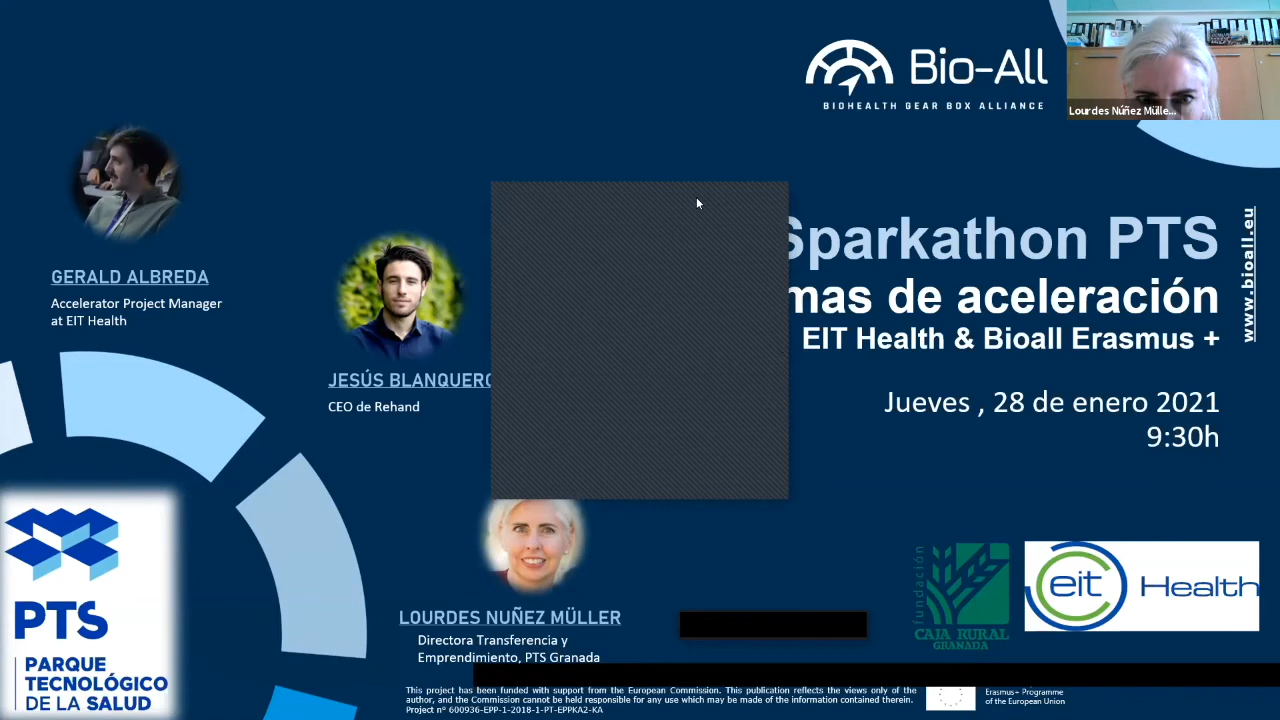 Bio-All
BIOHEALTH GEAR BOX ALLIANCE
Lourdes Núñez Mülle...
GERALD ALBREDA
Accelerator Project Manager
at EIT Health
JESÚS BLANQUERO
CEO de Rehand
Sparkathon PTS
mas de aceleración
EIT Health & Bioall Erasmus +
www.bioall.eu
Jueves , 28 de enero 2021
9:30h
LOURDES NUÑEZ MÜLLER
Directora Transferencia y
Emprendimiento, PTS Granada
PTS
PARQUE
TECNOLÓGICO
DE LA SALUD
fundación
CAJA RURAL
GRANADA
eit Health
This project has been funded with support from the European Commission. This publication reflects the views only of the
author, and the Commission cannot be held responsible for any use which may be made of the information contained therein.
Project nº 600936-EPP-1-2018-1-PT-EPPKA2-KA
Erasmus+ Programme
of the European Union